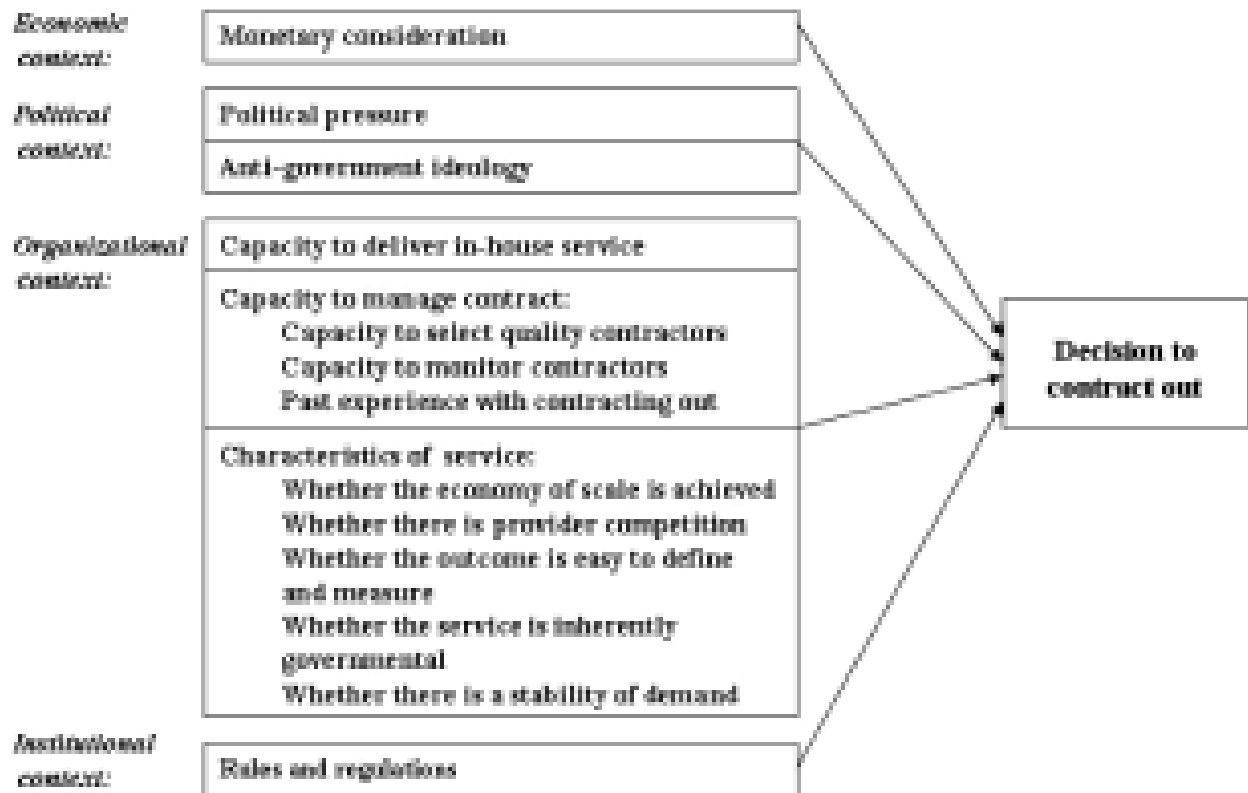 Economic
context:
Monetary consideration
Political
context:
Political pressure
Anti-government ideology
Organizational
context:
Capacity to deliver in-house service
Capacity to manage contract:
Capacity to select quality contractors
Capacity to monitor contractors
Past experience with contracting out
Characteristics of service:
Whether the economy of scale is achieved
Whether there is provider competition
Whether the outcome is easy to define
and measure
Whether the service is inherently
governmental
Whether there is a stability of demand
Institutional
context:
Rules and regulations
Decision to
contract out